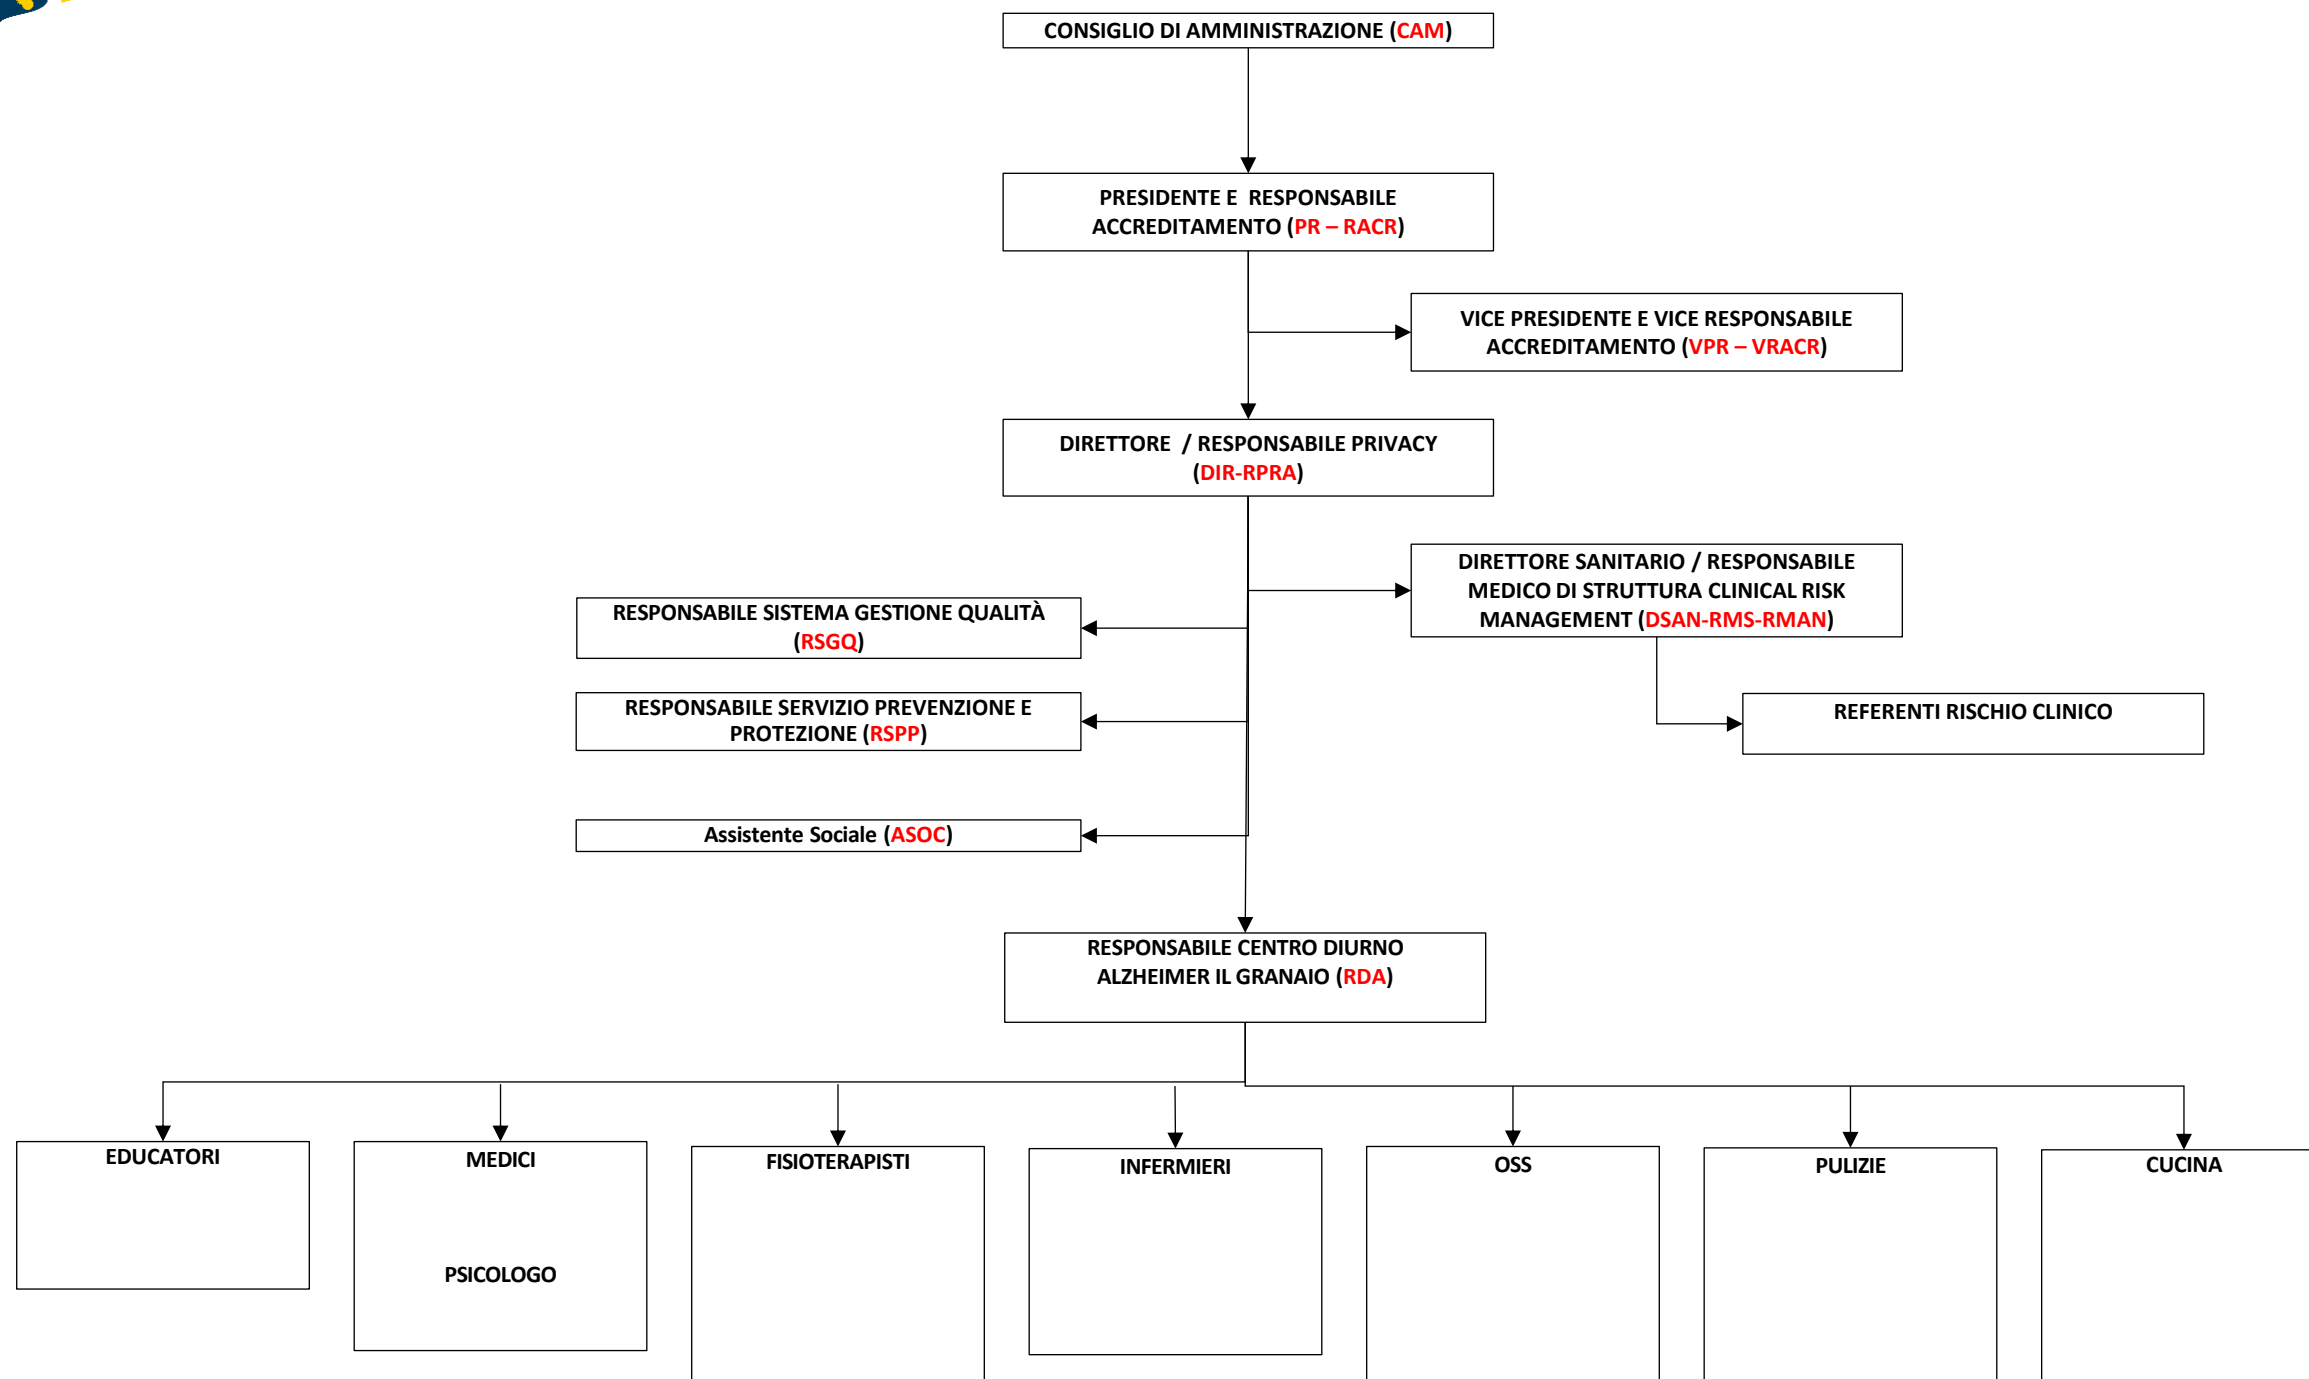 CONSIGLIO DI AMMINISTRAZIONE (CAM)
PRESIDENTE E RESPONSABILE
ACCREDITAMENTO (PR – RACR)
VICE PRESIDENTE E VICE RESPONSABILE
ACCREDITAMENTO (VPR – VRACR)
DIRETTORE / RESPONSABILE PRIVACY
(DIR-RPRA)
DIRETTORE SANITARIO / RESPONSABILE
MEDICO DI STRUTTURA CLINICAL RISK
MANAGEMENT (DSAN-RMS-RMAN)
RESPONSABILE SISTEMA GESTIONE QUALITÀ
(RSGQ)
RESPONSABILE SERVIZIO PREVENZIONE E
PROTEZIONE (RSPP)
REFERENTI RISCHIO CLINICO
Assistente Sociale (ASOC)
RESPONSABILE CENTRO DIURNO
ALZHEIMER IL GRANAIO (RDA)
EDUCATORI
MEDICI
PSICOLOGO
FISIOTERAPISTI
INFERMIERI
OSS
PULIZIE
CUCINA